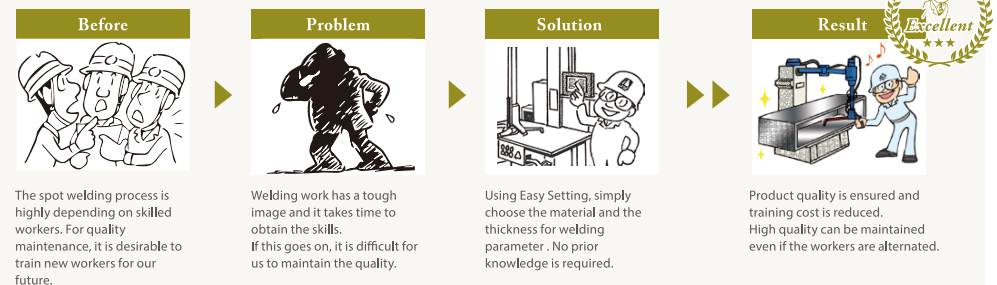 Before
The spot welding process is
highly depending on skilled
workers. For quality
maintenance, it is desirable to
train new workers for our
future.
Problem
Welding work has a tough
image and it takes time to
obtain the skills.
If this goes on, it is difficult for
us to maintain the quality.
Solution
Using Easy Setting, simply
choose the material and the
thickness for welding
parameter . No prior
knowledge is required.
Result
Excellent
Product quality is ensured and
training cost is reduced.
High quality can be maintained
even if the workers are alternated.